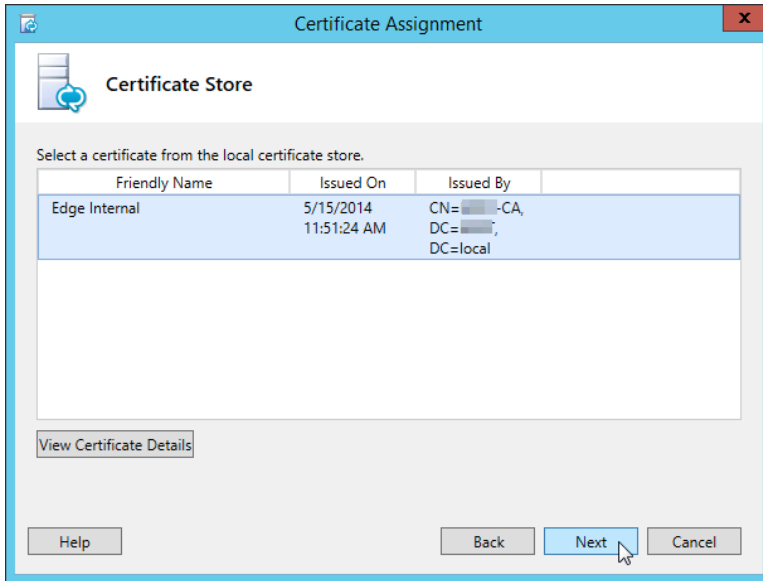 Certificate Assignment
x
Certificate Store
Select a certificate from the local certificate store.
Friendly Name Issued On Issued By
Edge Internal 5/15/2014 CN= -CA,
11:51:24 AM DC= ,
DC=local
View Certificate Details
Help Back Next Cancel